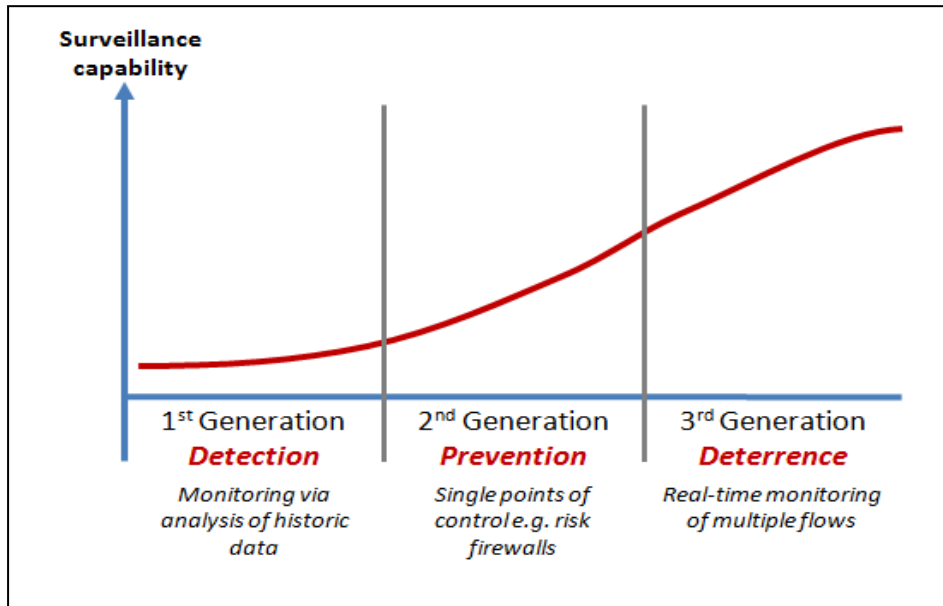 Surveillance
capability
1st Generation
Detection
Monitoring via
analysis of historic
data
2nd Generation
Prevention
Single points of
control e.g. risk
firewalls
3rd Generation
Deterrence
Real-time monitoring
of multiple flows